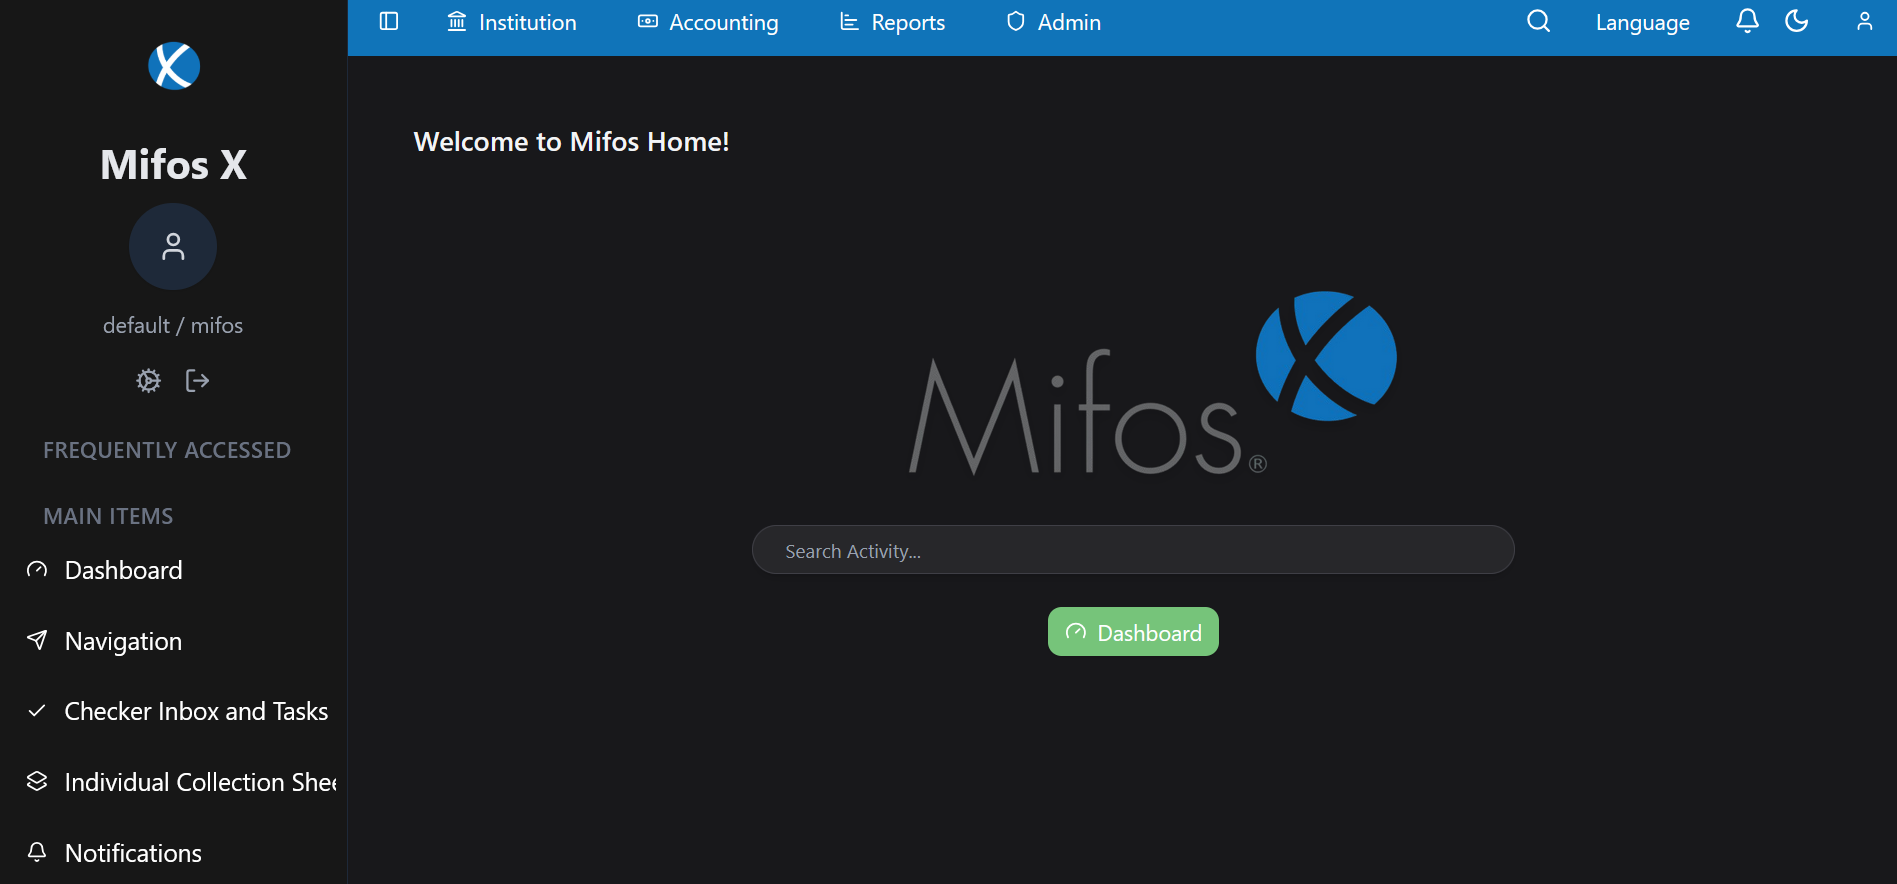 Institution
Accounting
Reports
Admin
Language
Mifos X
default / mifos
FREQUENTLY ACCESSED
MAIN ITEMS
Dashboard
Navigation
Checker Inbox and Tasks
Individual Collection Shee
Notifications
Welcome to Mifos Home!
Mifos®
Search Activity...
Dashboard